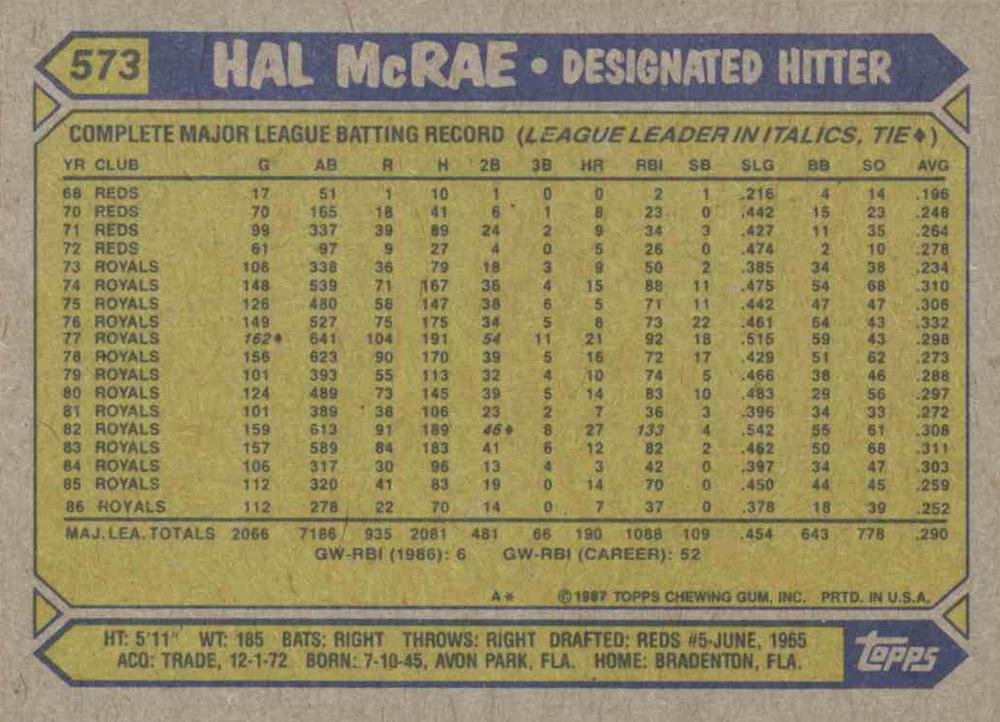 573 HAL McRAE • DESIGNATED HITTER
COMPLETE MAJOR LEAGUE BATTING RECORD (LEAGUE LEADER IN ITALICS, TIE♦)
YR CLUB G AB R H 2B 3B HR RBI SB SLG BB SO AVG
68 REDS 17 51 1 10 1 0 0 2 1 .216 4 14 .196
70 REDS 70 165 18 41 6 1 8 23 0 .442 15 23 .248
71 REDS 99 337 39 89 24 2 9 34 3 .427 11 35 .264
72 REDS 61 97 9 27 4 0 5 26 0 .474 2 10 .278
73 ROYALS 106 338 36 79 18 3 9 50 2 .385 34 38 .234
74 ROYALS 148 539 71 167 36 4 15 88 11 .475 54 68 .310
75 ROYALS 126 480 58 147 38 6 5 71 11 .442 47 47 .306
76 ROYALS 149 527 75 175 34 5 8 73 22 .461 64 43 .332
77 ROYALS 162♦ 641 104 191 54 11 21 92 18 .515 59 43 .298
78 ROYALS 156 623 90 170 39 5 16 72 17 .429 51 62 .273
79 ROYALS 101 393 55 113 32 4 10 74 5 .466 38 46 .288
80 ROYALS 124 489 73 145 39 5 14 83 10 .483 29 56 .297
81 ROYALS 101 389 38 106 23 2 7 36 3 .396 34 33 .272
82 ROYALS 159 613 91 189 46♦ 8 27 133 4 .542 55 61 .308
83 ROYALS 157 589 84 183 41 6 12 82 2 .462 50 68 .311
84 ROYALS 106 317 30 96 13 4 3 42 0 .397 34 47 .303
85 ROYALS 112 320 41 83 19 0 14 70 0 .450 44 45 .259
86 ROYALS 112 278 22 70 14 0 7 37 0 .378 18 39 .252
MAJ. LEA. TOTALS 2066 7186 935 2081 481 66 190 1088 109 .454 643 778 .290
GW-RBI (1986): 6 GW-RBI (CAREER): 52
A* © 1987 TOPPS CHEWING GUM, INC. PRTD. IN U.S.A.
HT: 5'11" WT: 185 BATS: RIGHT THROWS: RIGHT DRAFTED: REDS #5-JUNE, 1965
ACQ: TRADE, 12-1-72 BORN: 7-10-45, AVON PARK, FLA. HOME: BRADENTON, FLA.
Topps